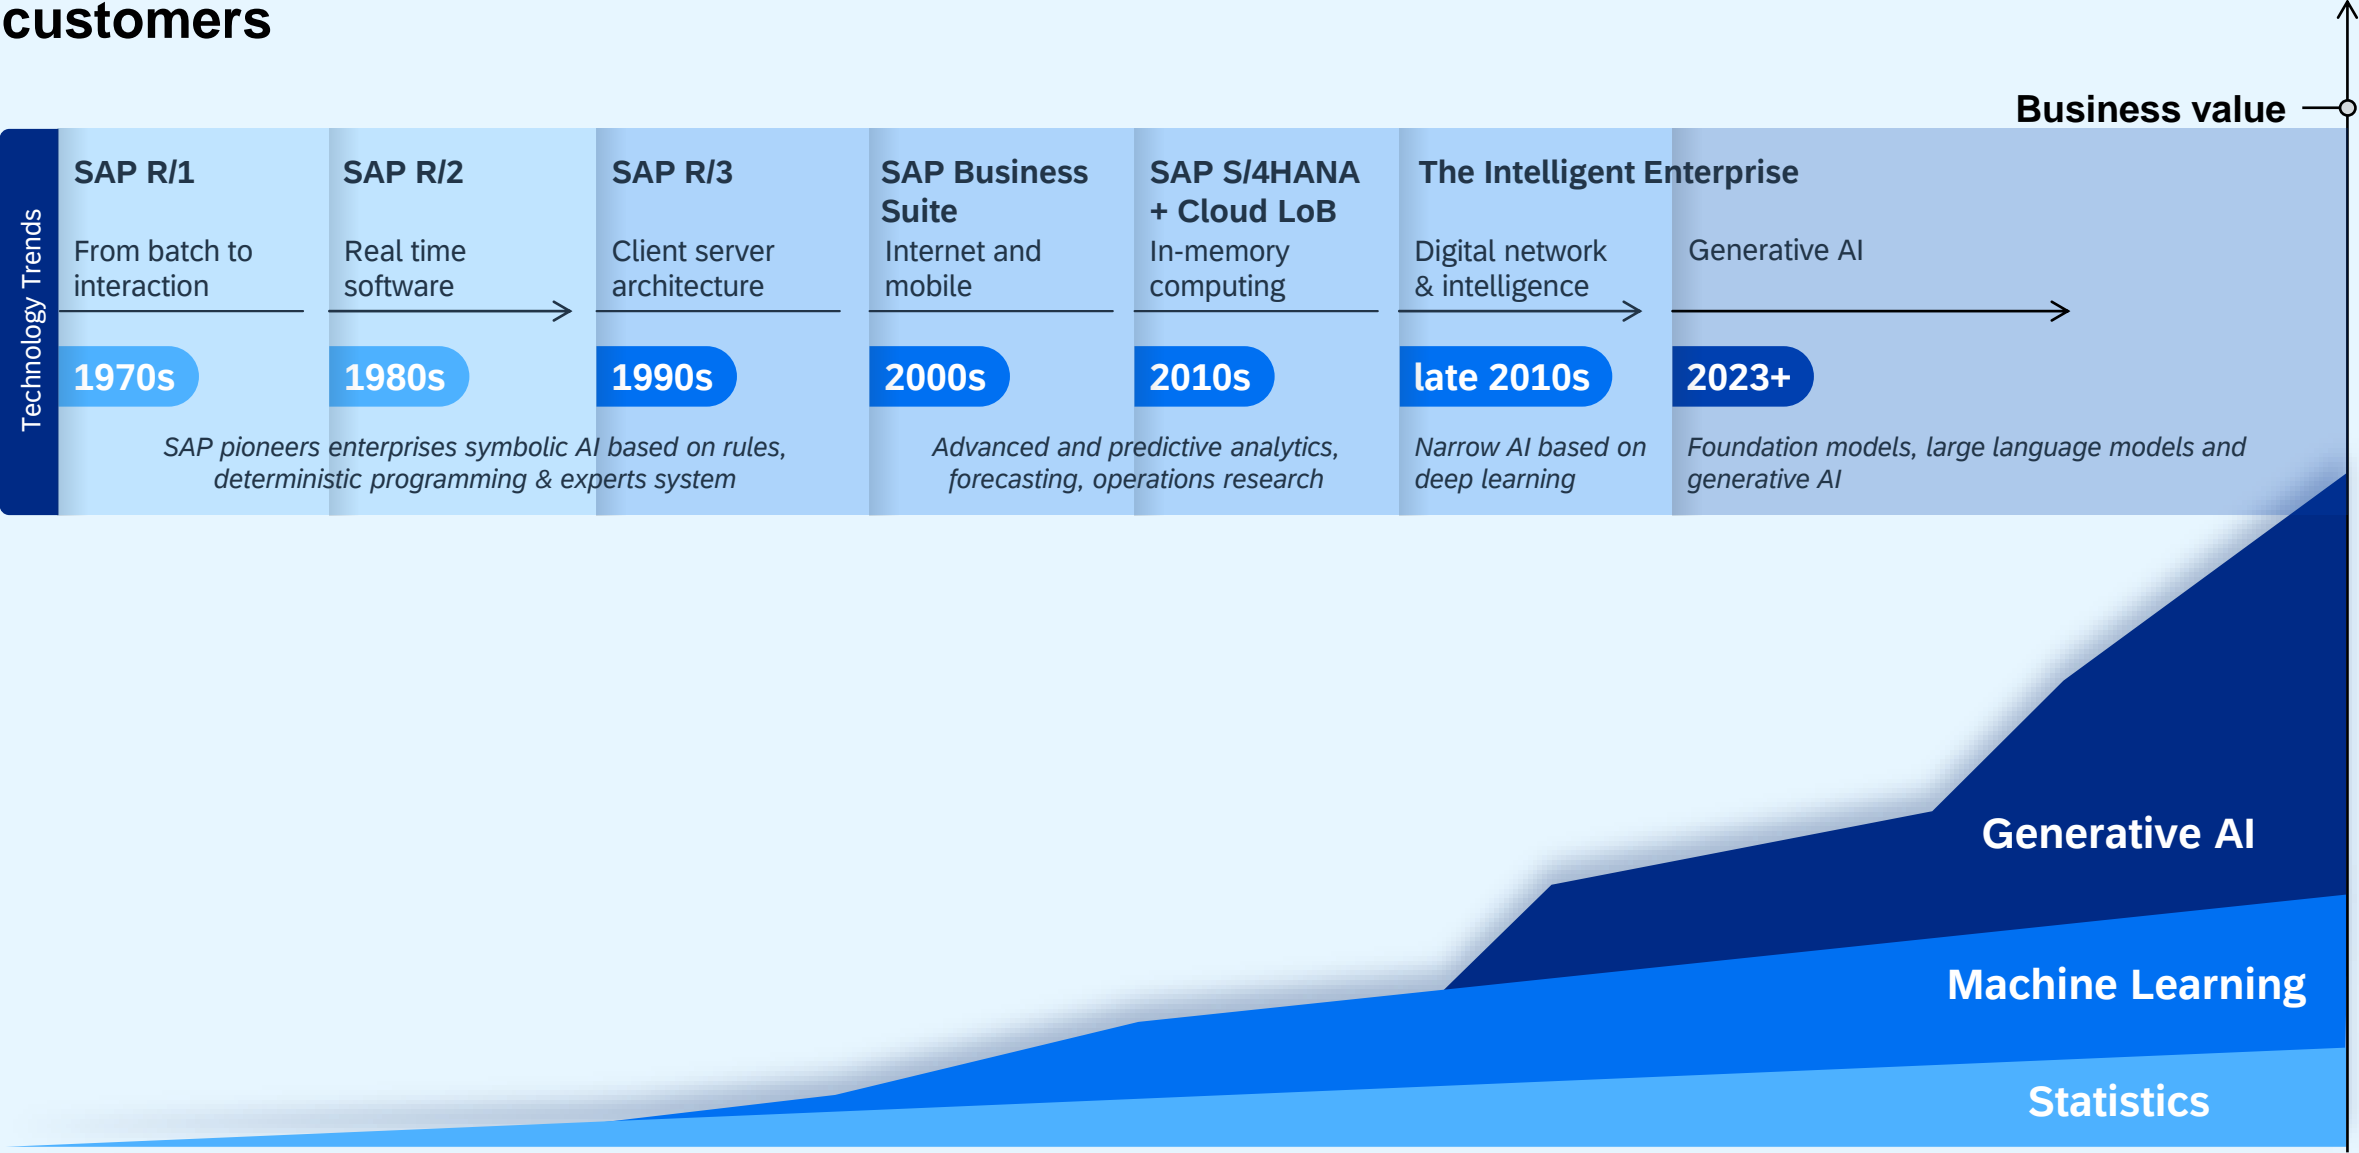 customers
Business value
Technology Trends
SAP R/1
From batch to
interaction
1970s
SAP R/2
Real time
software
1980s
SAP R/3
Client server
architecture
1990s
SAP pioneers enterprises symbolic AI based on rules,
deterministic programming & experts system
SAP Business
Suite
Internet and
mobile
2000s
SAP S/4HANA
+ Cloud LoB
In-memory
computing
2010s
Advanced and predictive analytics,
forecasting, operations research
The Intelligent Enterprise
Digital network
& intelligence
late 2010s
Narrow AI based on
deep learning
Generative AI
2023+
Foundation models, large language models and
generative AI
Generative AI
Machine Learning
Statistics